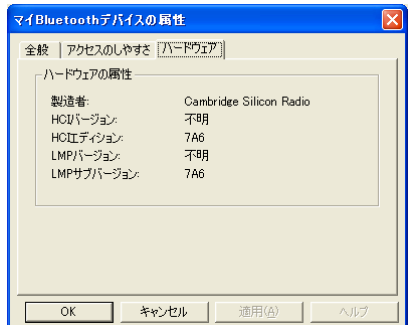 マイBluetoothデバイスの属性
全般 アクセスのしやすさ ハードウェア
ハードウェアの属性
製造者: Cambridge Silicon Radio
HCIバージョン: 不明
HCIエディション: 7A6
LMPバージョン: 不明
LMPサブバージョン: 7A6
OK キャンセル 適用(A) ヘルプ